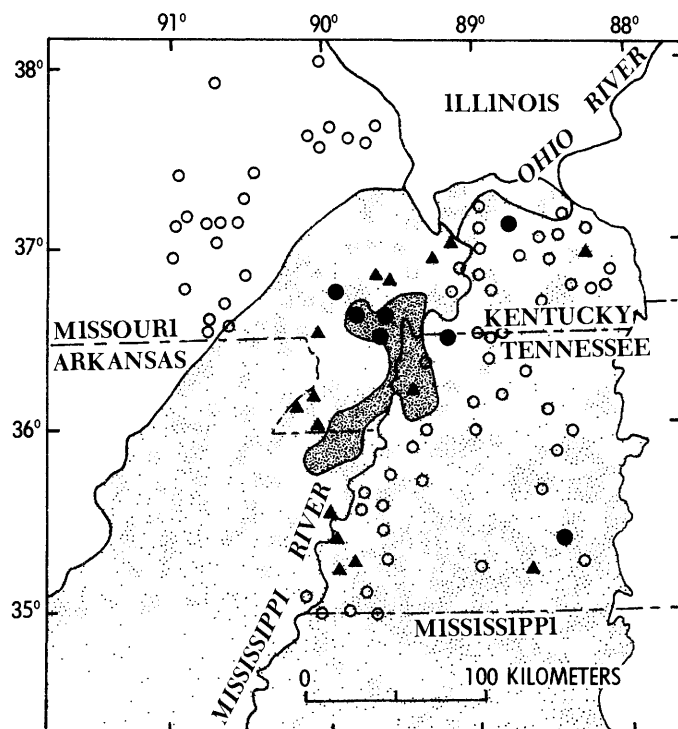 91° 90° 89° 88°
38°
ILLINOIS
RIVER
OHIO
37°
MISSOURI
KENTUCKY
ARKANSAS
TENNESSEE
36°
RIVER
35°
MISSISSIPPI
MISSISSIPPI
0 100 KILOMETERS